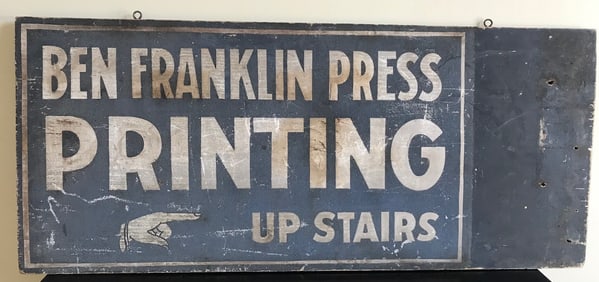 BEN FRANKLIN PRESS
PRINTING
UP STAIRS